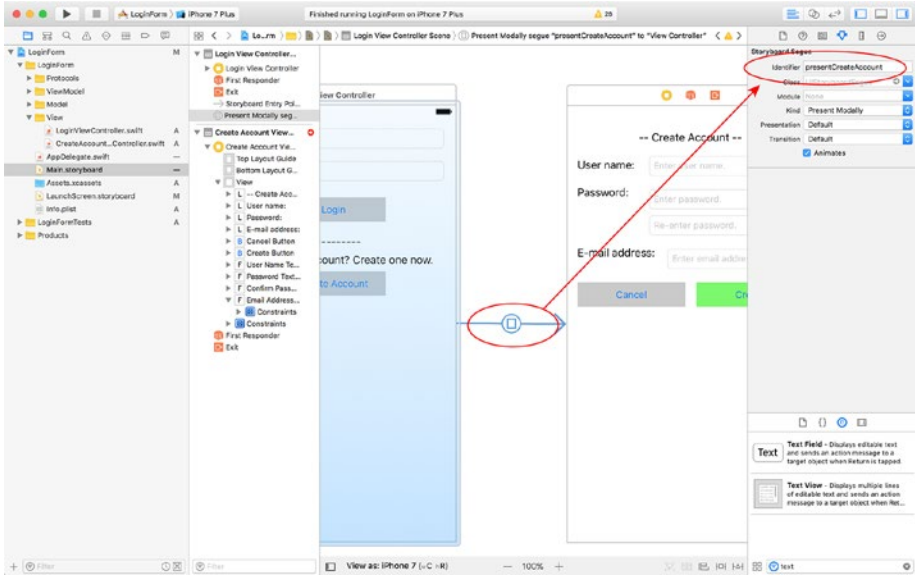 LoginForm
iPhone 7 Plus
Finished running LoginForm on iPhone 7 Plus
26
Lo...rm
Login View Controller Scene
Present Modally segue "presentCreateAccount" to "View Controller"
LoginForm M
LoginForm
Protocols
ViewModel
Model
View
LoginViewController.swift A
CreateAccount...Controller.swift A
AppDelegate.swift —
Main.storyboard —
Assets.xcassets A
LaunchScreen.storyboard M
Info.plist A
LoginFormTests
Products
Filter
Login View Controller...
Login View Controller
First Responder
Exit
Storyboard Entry Poi...
Present Modally seg...
Create Account View...
Create Account Vie...
Top Layout Guide
Bottom Layout G...
View
L -- Create Acc...
L User name:
L Password:
L E-mail address:
B Cancel Button
B Create Button
F User Name Te...
F Password Text...
F Confirm Pass...
F Email Address...
Constraints
Constraints
First Responder
Exit
Filter
iew Controller
Login
---------
count? Create one now.
te Account
-- Create Account --
User name:
Enter user name.
Password:
Enter password.
Re-enter password.
E-mail address:
Enter email addre
Cancel
Cre
View as: iPhone 7 (wC hR)
— 100% +
Storyboard Segue
Identifier presentCreateAccount
Class UIStoryboardSegue
Module None
Kind Present Modally
Presentation Default
Transition Default
Animates
Text
Text Field - Displays editable text
and sends an action message to a
target object when Return is tapped.
Text View - Displays multiple lines
of editable text and sends an action
message to a target object when Ret...
text